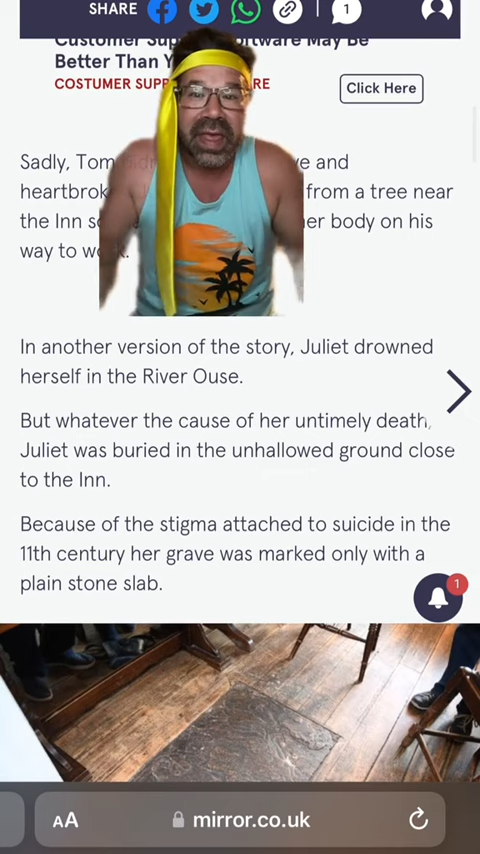 SHARE
1
Better Than
COSTUMER
Click Here
Sadly, Tom and
from a tree near
the Inn body on his
way to
In another version of the story, Juliet drowned
herself in the River Ouse.
But whatever the cause of her untimely death,
Juliet was buried in the unhallowed ground close
to the Inn.
Because of the stigma attached to suicide in the
11th century her grave was marked only with a
plain stone slab.
1
AA
mirror.co.uk